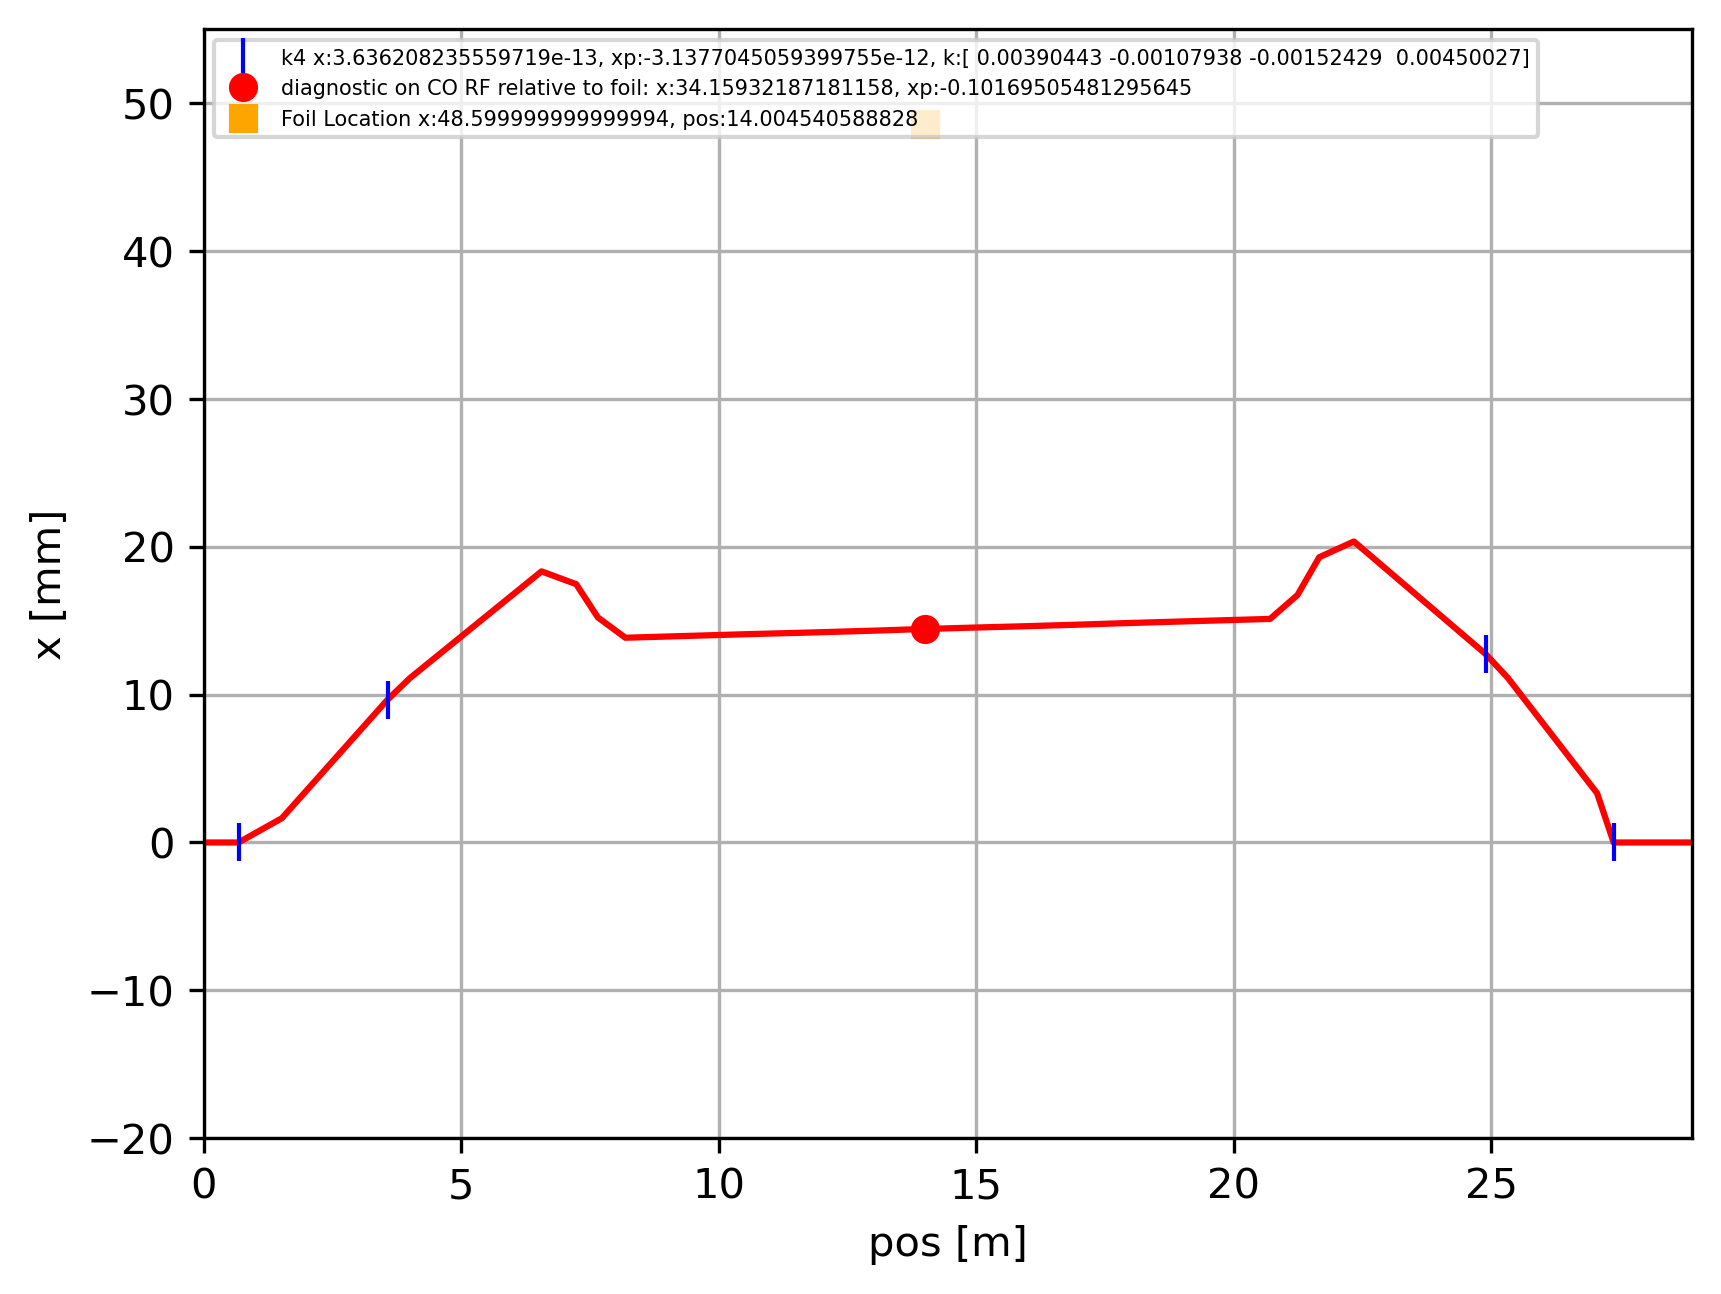 k4 x:3.636208235559719e-13, xp:-3.1377045059399755e-12, k:[ 0.00390443 -0.00107938 -0.00152429  0.00450027]
diagnostic on CO RF relative to foil: x:34.15932187181158, xp:-0.10169505481295645
Foil Location x:48.599999999999994, pos:14.004540588828
50
40
30
20
10
0
−10
−20
x [mm]
0 5 10 15 20 25
pos [m]